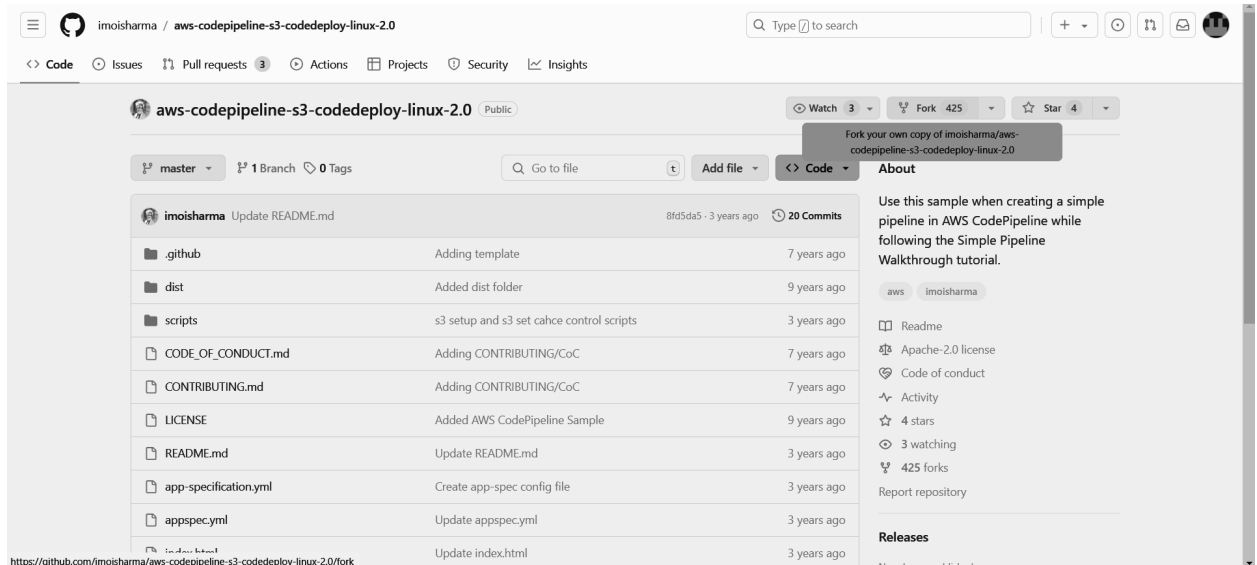 imoisharma / aws-codepipeline-s3-codedeploy-linux-2.0
Type / to search
<> Code Issues Pull requests 3 Actions Projects Security Insights
aws-codepipeline-s3-codedeploy-linux-2.0 Public
Watch 3 Fork 425 Star 4
Fork your own copy of imoisharma/aws-
codepipeline-s3-codedeploy-linux-2.0
master 1 Branch 0 Tags Go to file t Add file <> Code
About
imoisharma Update README.md 8fd5da5 · 3 years ago 20 Commits
.github Adding template 7 years ago
dist Added dist folder 9 years ago
scripts s3 setup and s3 set cahce control scripts 3 years ago
CODE_OF_CONDUCT.md Adding CONTRIBUTING/CoC 7 years ago
CONTRIBUTING.md Adding CONTRIBUTING/CoC 7 years ago
LICENSE Added AWS CodePipeline Sample 9 years ago
README.md Update README.md 3 years ago
app-specification.yml Create app-spec config file 3 years ago
appspec.yml Update appspec.yml 3 years ago
index.html Update index.html 3 years ago
Use this sample when creating a simple
pipeline in AWS CodePipeline while
following the Simple Pipeline
Walkthrough tutorial.
aws imoisharma
Readme
Apache-2.0 license
Code of conduct
Activity
4 stars
3 watching
425 forks
Report repository
Releases
https://github.com/imoisharma/aws-codepipeline-s3-codedeploy-linux-2.0/fork